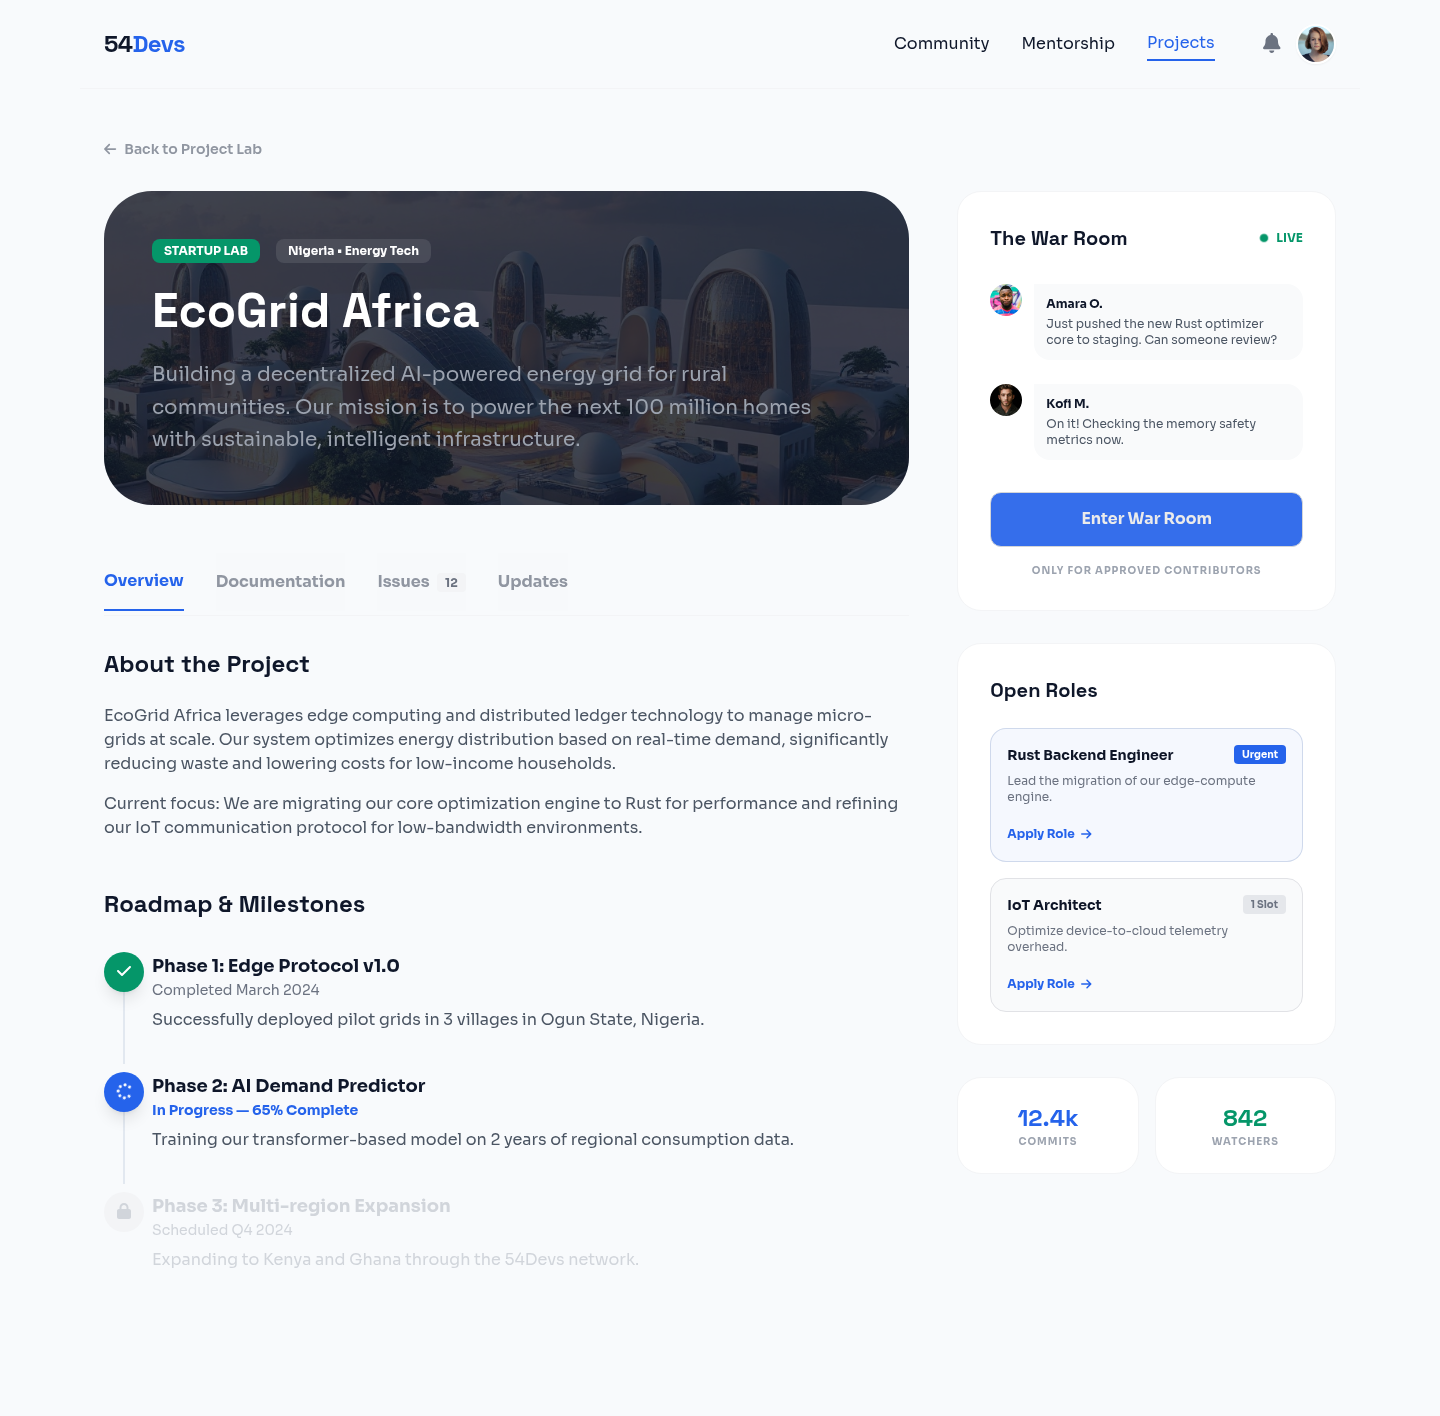 54Devs
Community
Mentorship
Projects
Back to Project Lab
STARTUP LAB
Nigeria • Energy Tech
EcoGrid Africa
Building a decentralized AI-powered energy grid for rural
communities. Our mission is to power the next 100 million homes
with sustainable, intelligent infrastructure.
Overview
Documentation
Issues 12
Updates
About the Project
EcoGrid Africa leverages edge computing and distributed ledger technology to manage micro-
grids at scale. Our system optimizes energy distribution based on real-time demand, significantly
reducing waste and lowering costs for low-income households.
Current focus: We are migrating our core optimization engine to Rust for performance and refining
our IoT communication protocol for low-bandwidth environments.
Roadmap & Milestones
Phase 1: Edge Protocol v1.0
Completed March 2024
Successfully deployed pilot grids in 3 villages in Ogun State, Nigeria.
Phase 2: AI Demand Predictor
In Progress — 65% Complete
Training our transformer-based model on 2 years of regional consumption data.
Phase 3: Multi-region Expansion
Scheduled Q4 2024
Expanding to Kenya and Ghana through the 54Devs network.
The War Room
LIVE
Amara O.
Just pushed the new Rust optimizer
core to staging. Can someone review?
Kofi M.
On it! Checking the memory safety
metrics now.
Enter War Room
ONLY FOR APPROVED CONTRIBUTORS
Open Roles
Rust Backend Engineer
Urgent
Lead the migration of our edge-compute
engine.
Apply Role →
IoT Architect
1 Slot
Optimize device-to-cloud telemetry
overhead.
Apply Role →
12.4k
COMMITS
842
WATCHERS